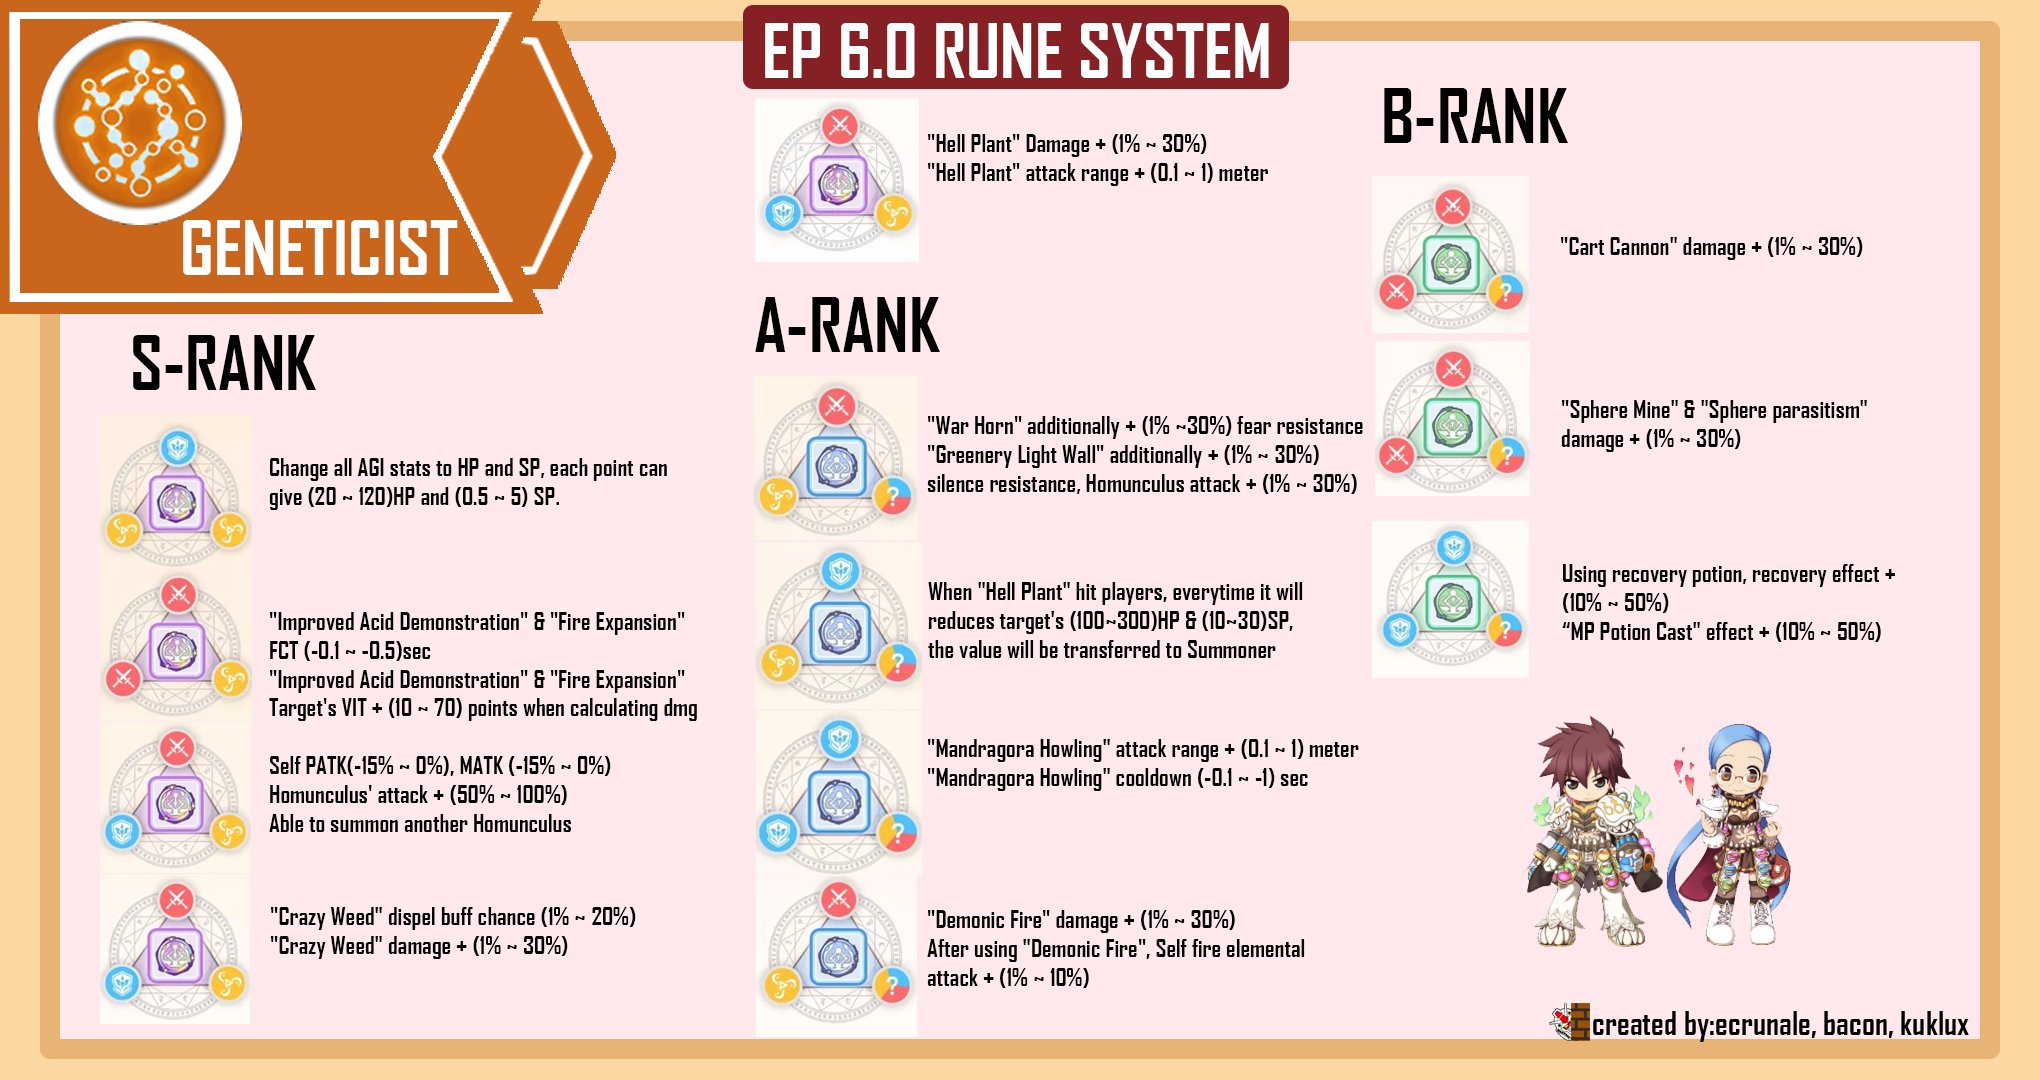 EP 6.0 RUNE SYSTEM
GENETICIST
S-RANK
Change all AGI stats to HP and SP, each point can
give (20 ~ 120)HP and (0.5 ~ 5) SP.
"Improved Acid Demonstration" & "Fire Expansion"
FCT (-0.1 ~ -0.5)sec
"Improved Acid Demonstration" & "Fire Expansion"
Target's VIT + (10 ~ 70) points when calculating dmg
Self PATK(-15% ~ 0%), MATK (-15% ~ 0%)
Homunculus' attack + (50% ~ 100%)
Able to summon another Homunculus
"Crazy Weed" dispel buff chance (1% ~ 20%)
"Crazy Weed" damage + (1% ~ 30%)
"Hell Plant" Damage + (1% ~ 30%)
"Hell Plant" attack range + (0.1 ~ 1) meter
A-RANK
"War Horn" additionally + (1% ~30%) fear resistance
"Greenery Light Wall" additionally + (1% ~ 30%)
silence resistance, Homunculus attack + (1% ~ 30%)
?
When "Hell Plant" hit players, everytime it will
reduces target's (100~300)HP & (10~30)SP,
the value will be transferred to Summoner
?
"Mandragora Howling" attack range + (0.1 ~ 1) meter
"Mandragora Howling" cooldown (-0.1 ~ -1) sec
?
"Demonic Fire" damage + (1% ~ 30%)
After using "Demonic Fire", Self fire elemental
attack + (1% ~ 10%)
?
B-RANK
"Cart Cannon" damage + (1% ~ 30%)
?
"Sphere Mine" & "Sphere parasitism"
damage + (1% ~ 30%)
?
Using recovery potion, recovery effect +
(10% ~ 50%)
“MP Potion Cast" effect + (10% ~ 50%)
?
created by:ecrunale, bacon, kuklux